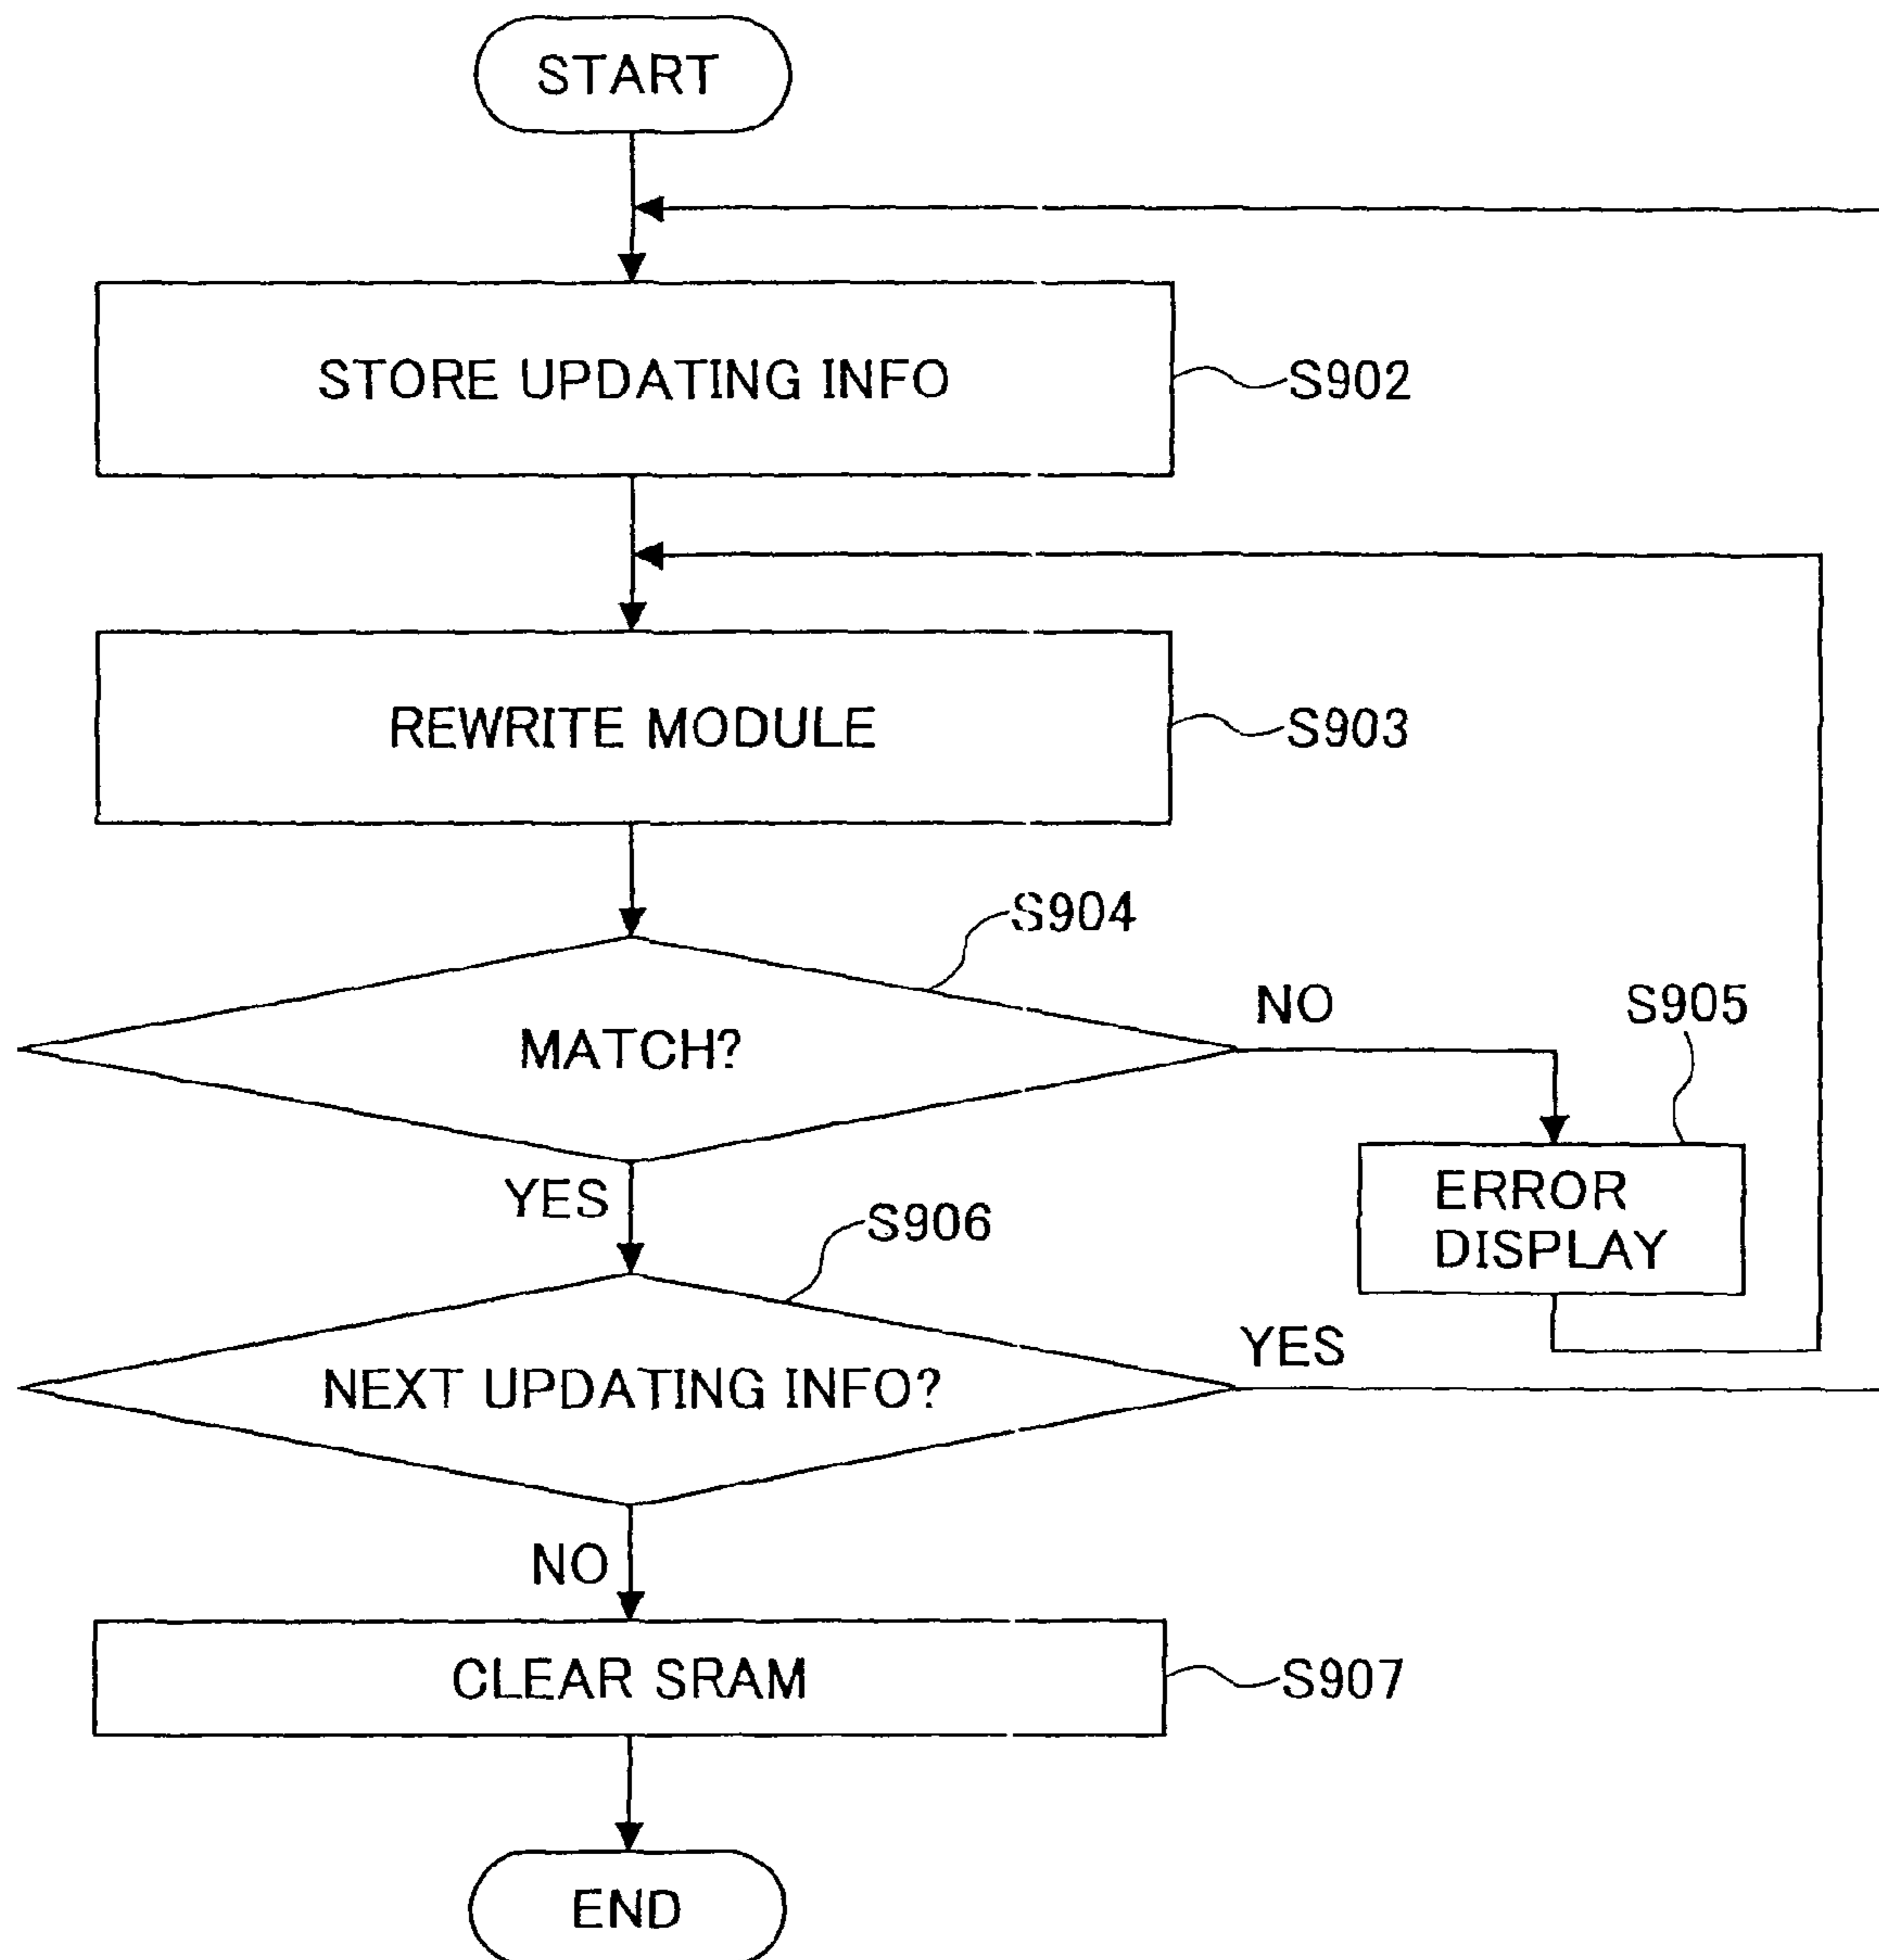 START
STORE UPDATING INFO
S902
REWRITE MODULE
S903
S904
MATCH?
NO
S905
ERROR
DISPLAY
YES
S906
NEXT UPDATING INFO?
YES
NO
CLEAR SRAM
S907
END